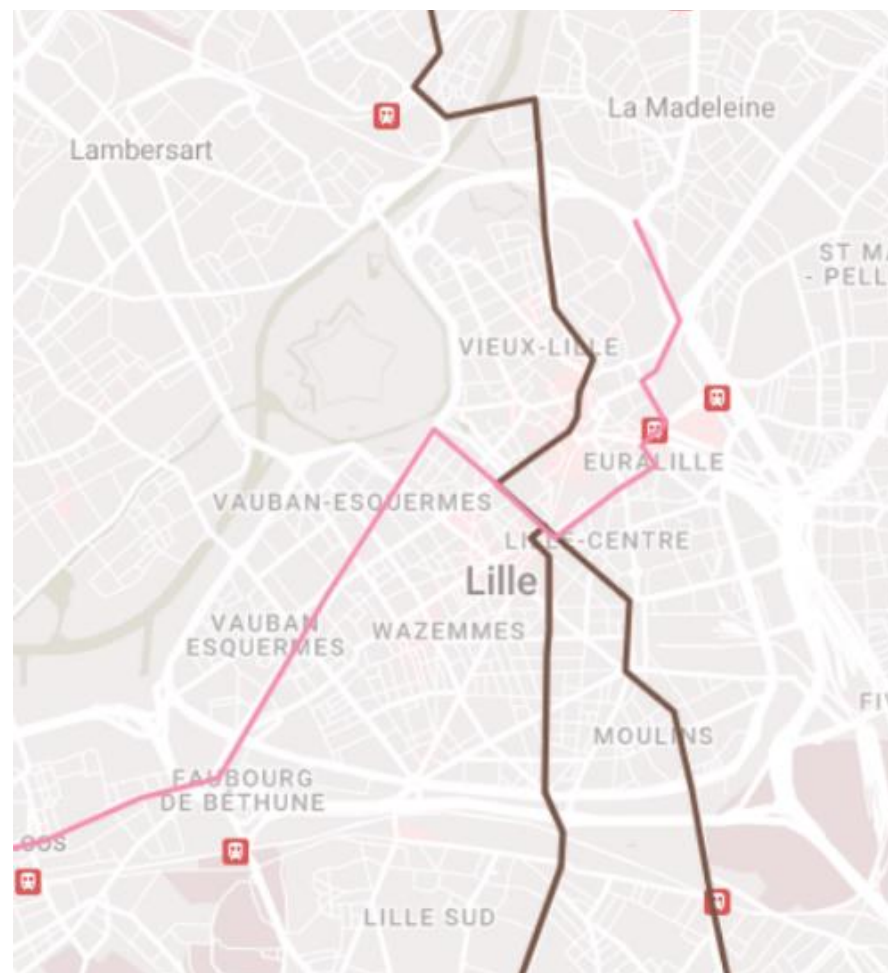 La Madeleine
Lambersart
ST MA
- PELL
VIEUX-LILLE
EURALILLE
VAUBAN-ESQUERMES
LILLE-CENTRE
Lille
VAUBAN
ESQUERMES
WAZEMMES
FIV
MOULINS
FAUBOURG
DE BÉTHUNE
OOS
LILLE SUD